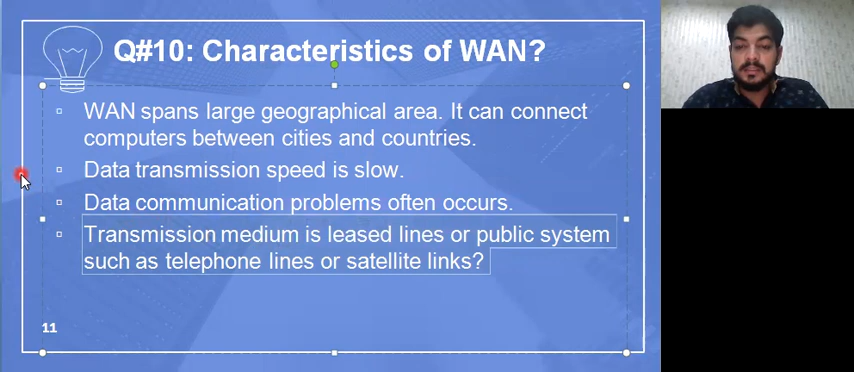 Q#10: Characteristics of WAN?
WAN spans large geographical area. It can connect
computers between cities and countries.
Data transmission speed is slow.
Data communication problems often occurs.
Transmission medium is leased lines or public system
such as telephone lines or satellite links?
11